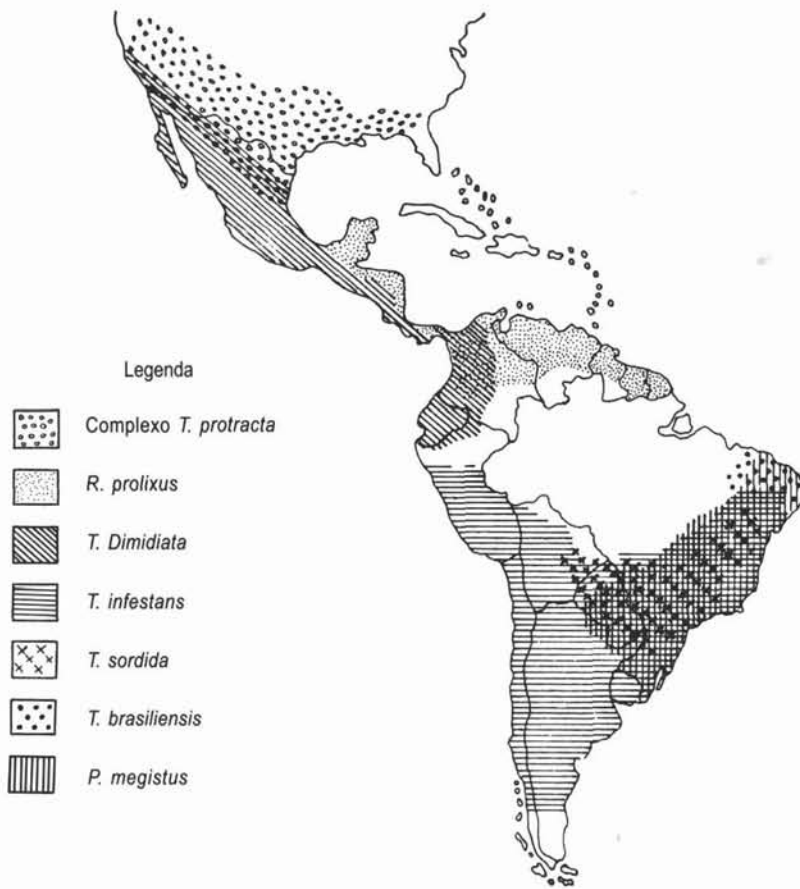 Legenda
Complexo T. protracta
R. prolixus
T. Dimidiata
T. infestans
T. sordida
T. brasiliensis
P. megistus